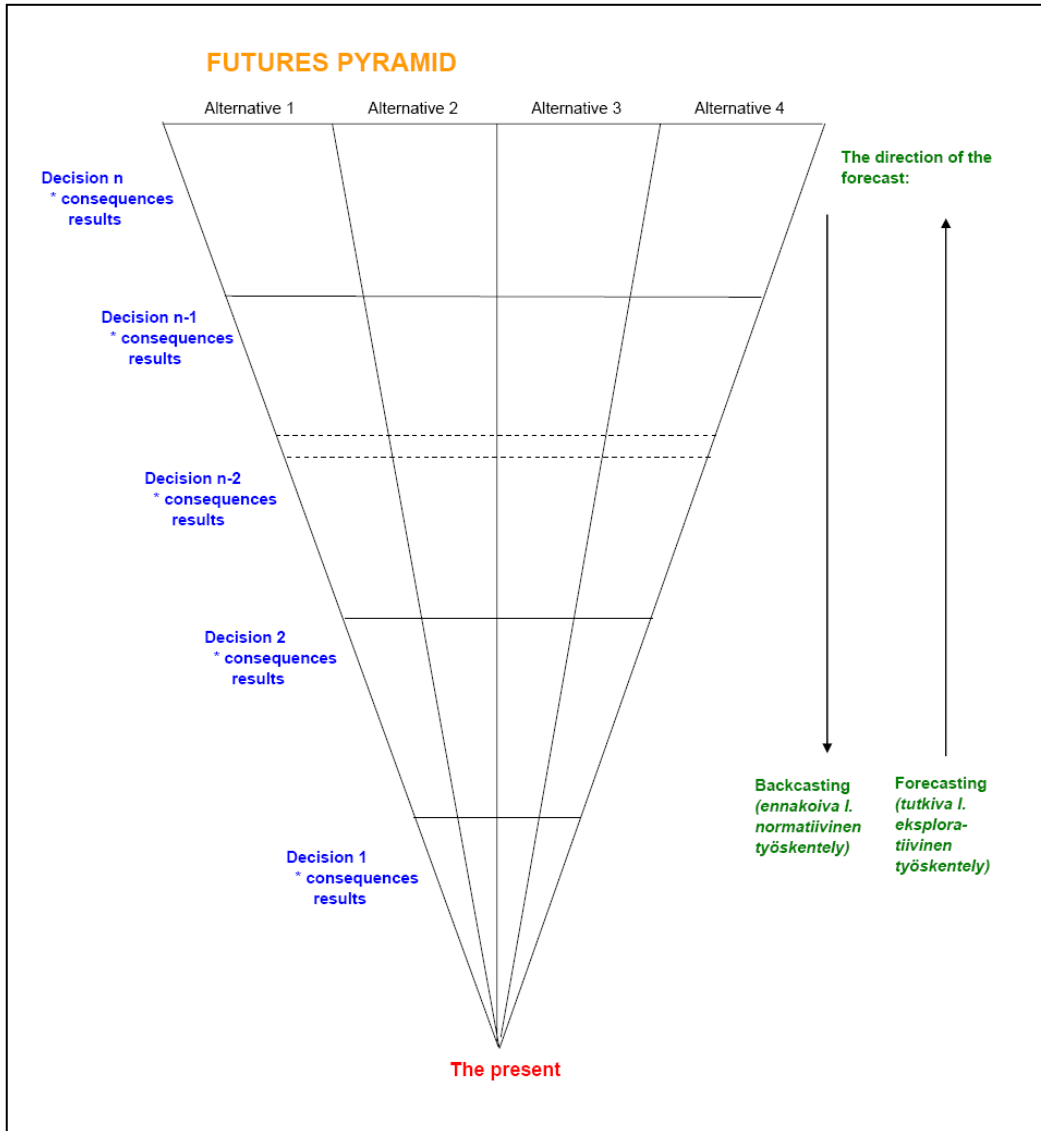 FUTURES PYRAMID
Alternative 1
Alternative 2
Alternative 3
Alternative 4
Decision n
* consequences
results
Decision n-1
* consequences
results
Decision n-2
* consequences
results
Decision 2
* consequences
results
Decision 1
* consequences
results
The present
The direction of the
forecast:
Backcasting
(ennakoiva l.
normatiivinen
työskentely)
Forecasting
(tutkiva l.
eksplora-
tiivinen
työskentely)